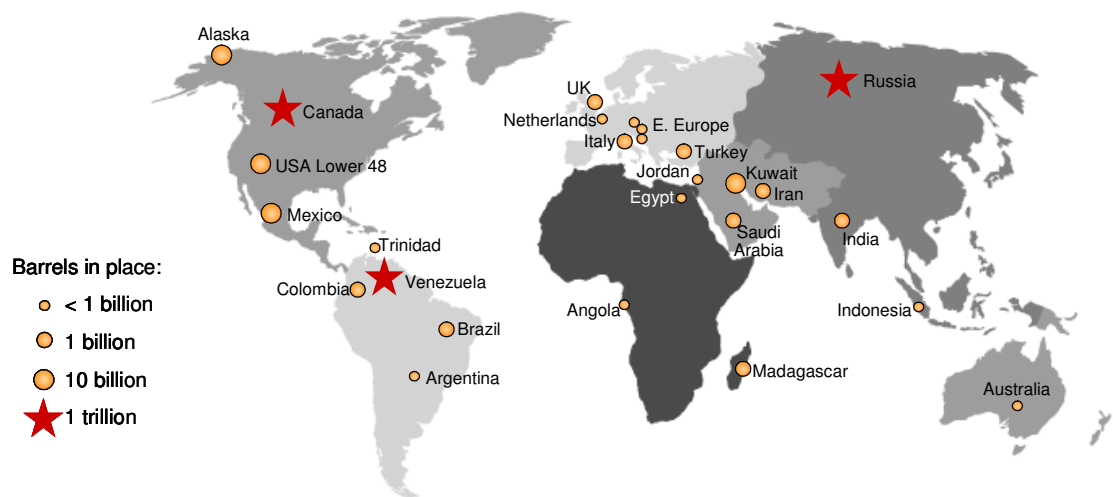 Alaska
Canada
USA Lower 48
Mexico
Trinidad
Venezuela
Colombia
Brazil
Argentina
UK
Netherlands
E. Europe
Italy
Turkey
Jordan
Kuwait
Iran
Egypt
Saudi
Arabia
Russia
India
Angola
Indonesia
Madagascar
Australia
Barrels in place:
< 1 billion
1 billion
10 billion
1 trillion